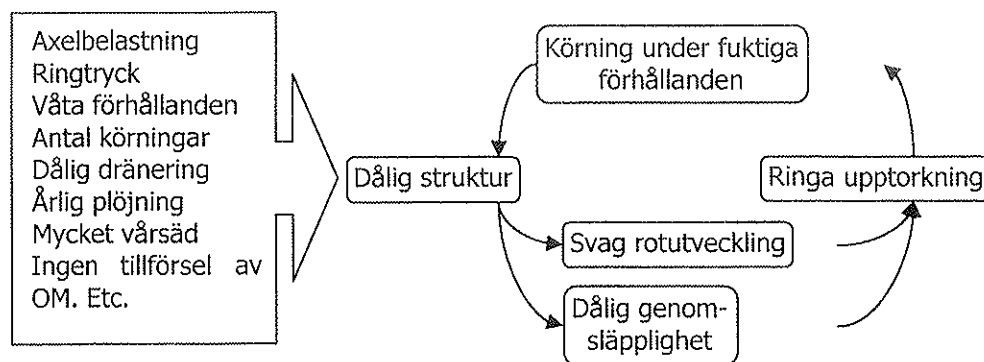 Axelbelastning
Ringtryck
Våta förhållanden
Antal körningar
Dålig dränering
Årlig plöjning
Mycket vårsäd
Ingen tillförsel av
OM. Etc.
Körning under fuktiga
förhållanden
Dålig struktur
Ringa upptorkning
Svag rotutveckling
Dålig genom-
släpplighet